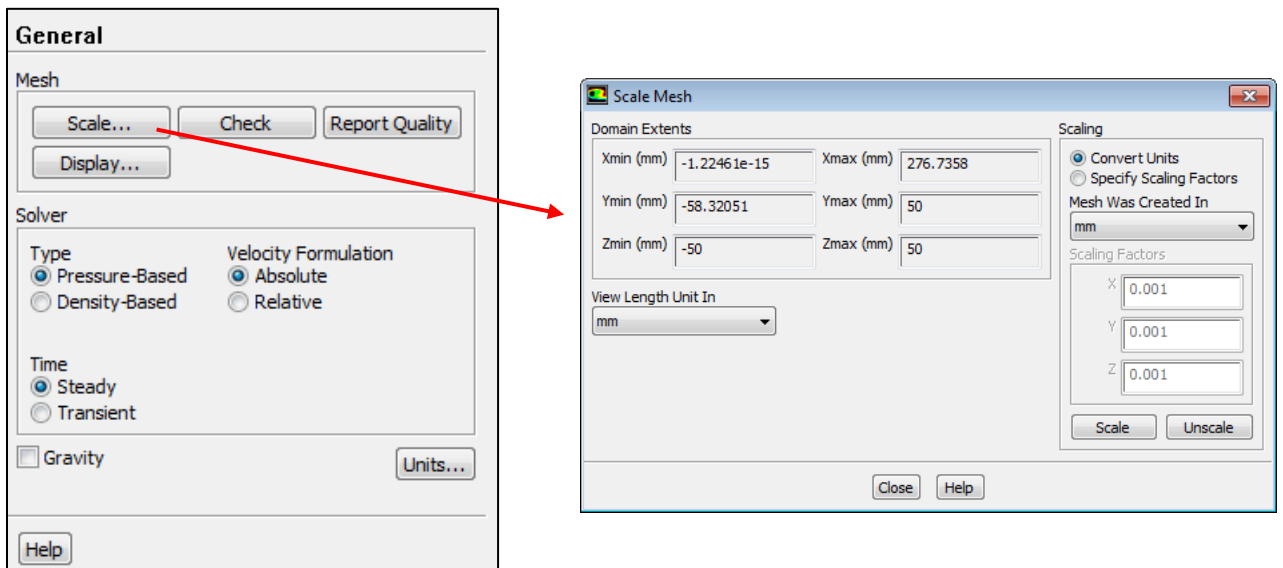 General
Mesh
Scale... Check Report Quality
Display...
Solver
Type Velocity Formulation
Pressure-Based Absolute
Density-Based Relative
Time
Steady
Transient
Gravity Units...
Help
Scale Mesh
Domain Extents
Xmin (mm) -1.22461e-15 Xmax (mm) 276.7358
Ymin (mm) -58.32051 Ymax (mm) 50
Zmin (mm) -50 Zmax (mm) 50
View Length Unit In
mm
Scaling
Convert Units
Specify Scaling Factors
Mesh Was Created In
mm
Scaling Factors
X 0.001
Y 0.001
Z 0.001
Scale Unscale
Close Help